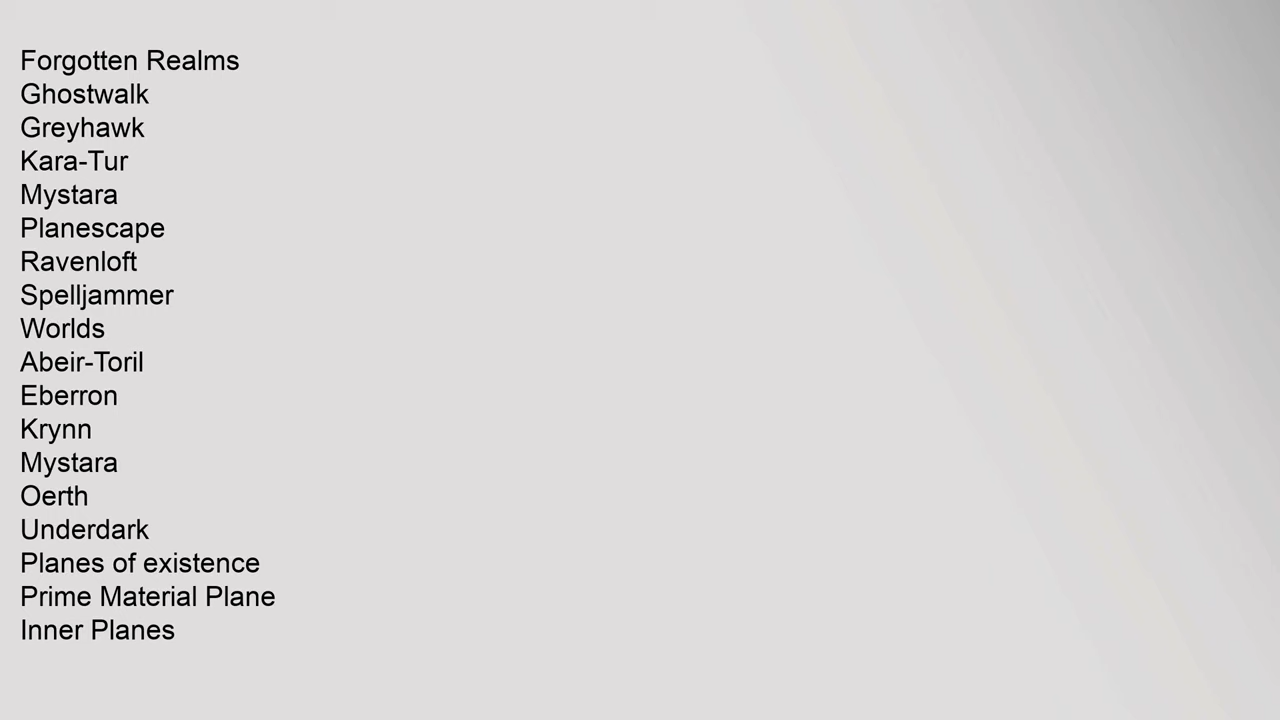 Forgotten Realms
Ghostwalk
Greyhawk
Kara-Tur
Mystara
Planescape
Ravenloft
Spelljammer
Worlds
Abeir-Toril
Eberron
Krynn
Mystara
Oerth
Underdark
Planes of existence
Prime Material Plane
Inner Planes